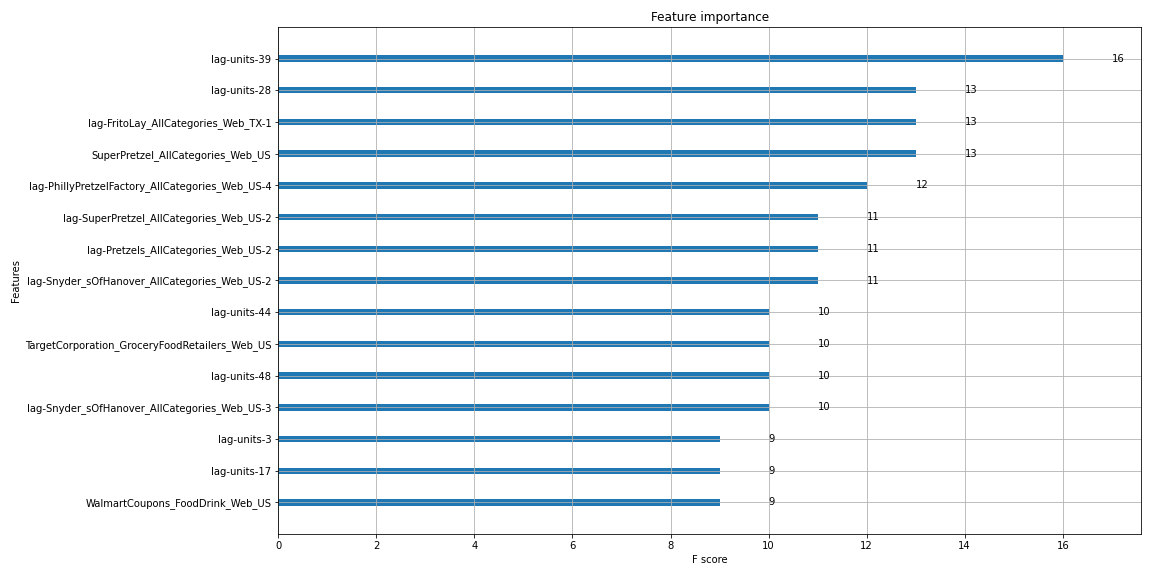 Feature importance
Features
lag-units-39 16
lag-units-28 13
lag-FritoLay_AllCategories_Web_TX-1 13
SuperPretzel_AllCategories_Web_US 13
lag-PhillyPretzelFactory_AllCategories_Web_US-4 12
lag-SuperPretzel_AllCategories_Web_US-2 11
lag-Pretzels_AllCategories_Web_US-2 11
lag-Snyder_sOfHanover_AllCategories_Web_US-2 11
lag-units-44 10
TargetCorporation_GroceryFoodRetailers_Web_US 10
lag-units-48 10
lag-Snyder_sOfHanover_AllCategories_Web_US-3 10
lag-units-3 9
lag-units-17 9
WalmartCoupons_FoodDrink_Web_US 9
0 2 4 6 8 10 12 14 16
F score